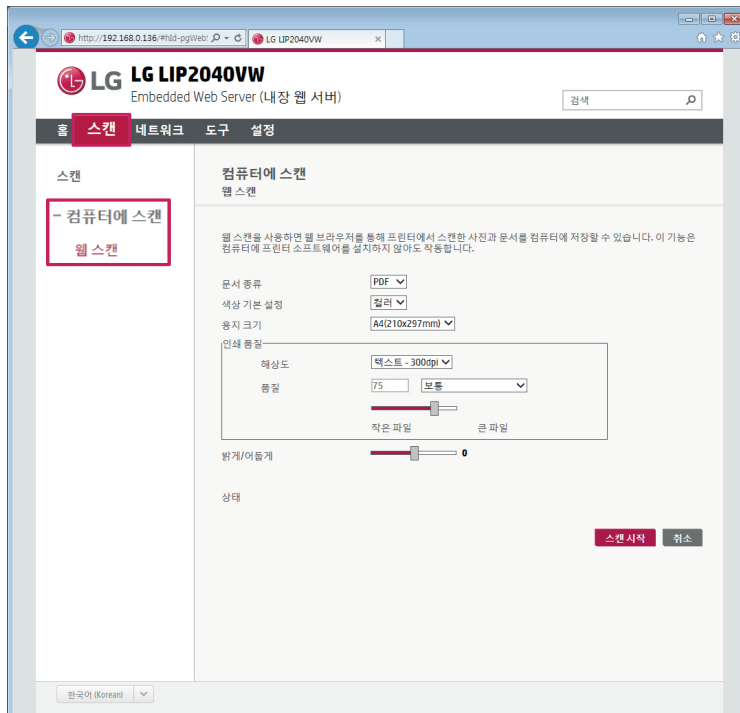 http://192.168.0.136/#hId-pgWeb
LG LIP2040VW
LG
LG LIP2040VW
Embedded Web Server (내장 웹 서버)
검색
홈 스캔 네트워크 도구 설정
스캔
- 컴퓨터에 스캔
웹 스캔
컴퓨터에 스캔
웹 스캔
웹 스캔을 사용하면 웹 브라우저를 통해 프린터에서 스캔한 사진과 문서를 컴퓨터에 저장할 수 있습니다. 이 기능은
컴퓨터에 프린터 소프트웨어를 설치하지 않아도 작동합니다.
문서 종류 PDF
색상 기본 설정 컬러
용지 크기 A4(210x297mm)
인쇄 품질
해상도 텍스트 - 300dpi
품질 75 보통
작은 파일 큰 파일
밝게/어둡게 0
상태
스캔 시작 취소
한국어 (Korean)